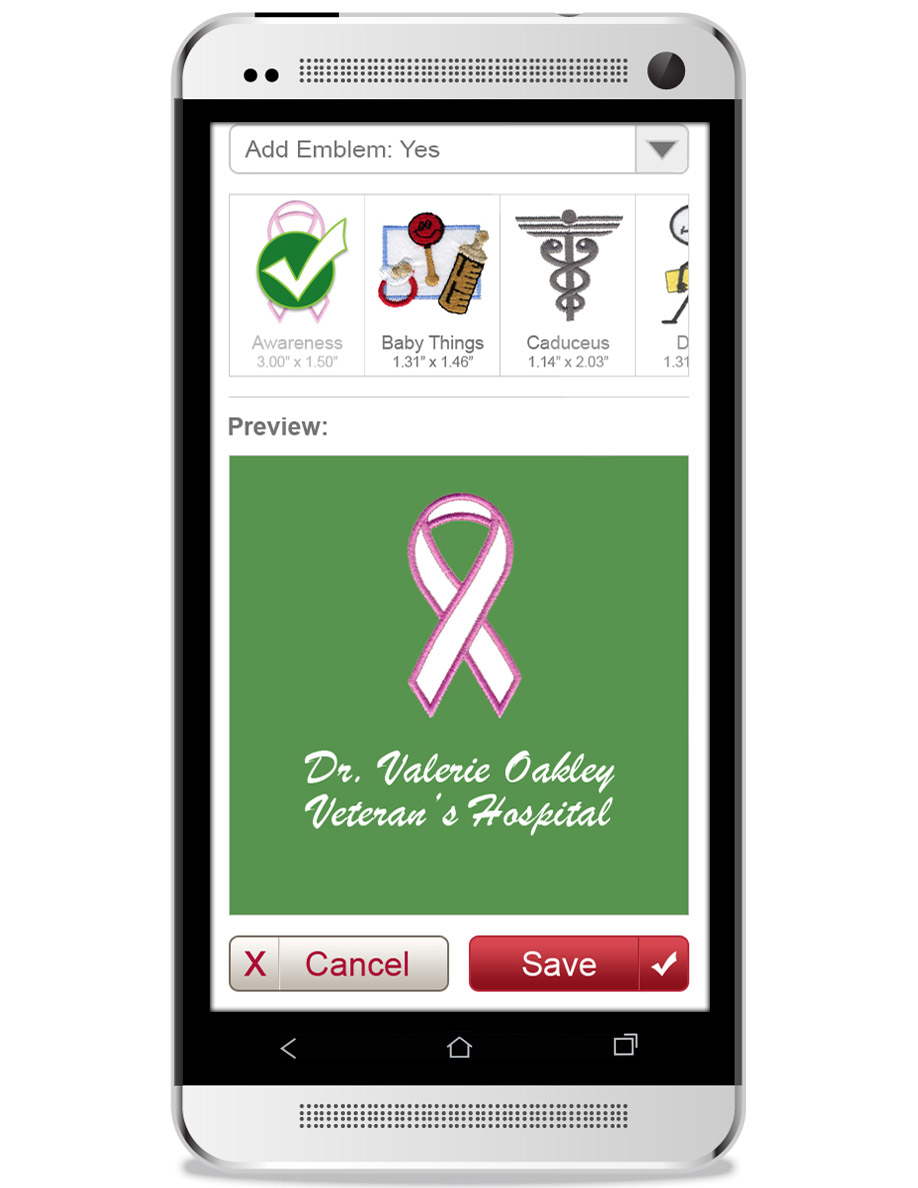 Add Emblem: Yes
Awareness
3.00” x 1.50”
Baby Things
1.31” x 1.46”
Caduceus
1.14” x 2.03”
D
1.31
Preview:
Dr. Valerie Oakley
Veteran's Hospital
X Cancel
Save